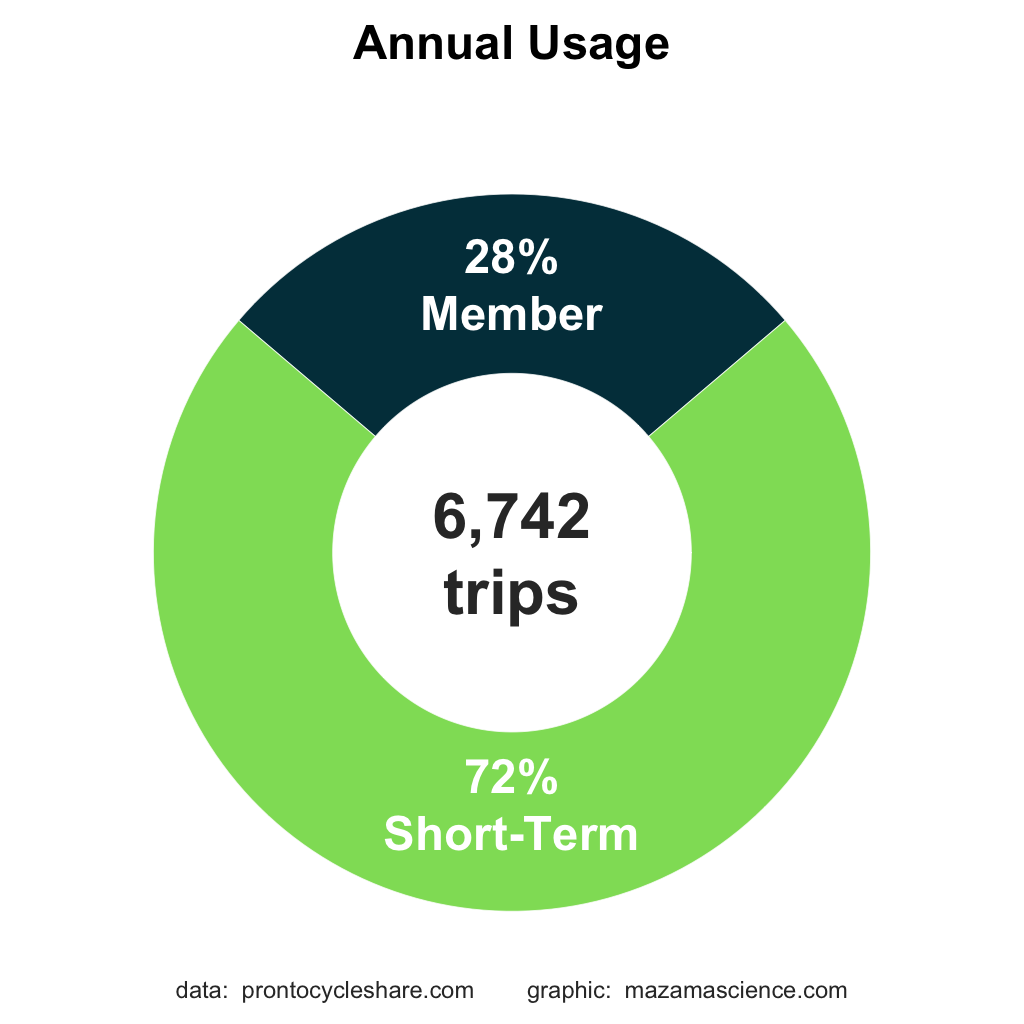 Annual Usage
28%
Member
6,742
trips
72%
Short-Term
data: prontocycleshare.com graphic: mazamascience.com